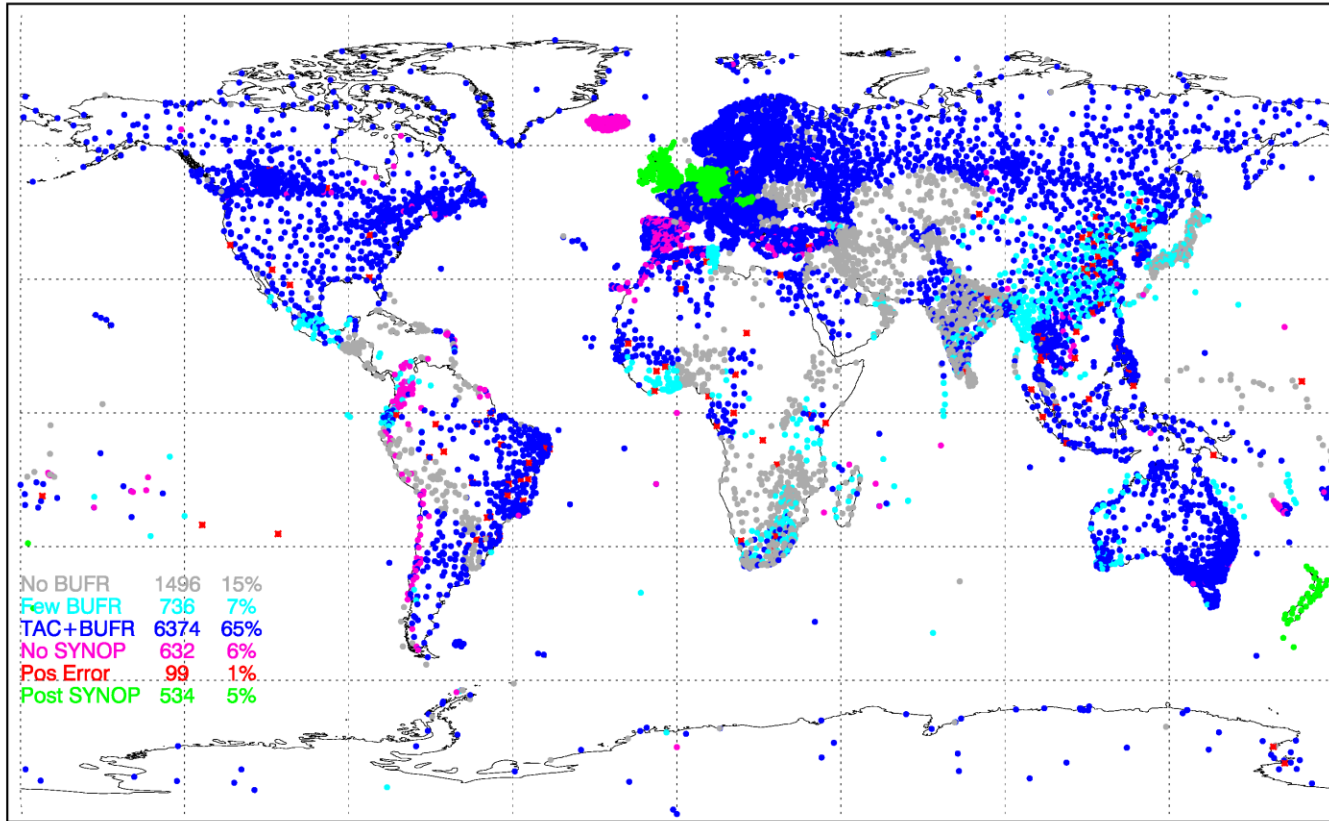 No BUFR 1496 15%
Few BUFR 736 7%
TAC+BUFR 6374 65%
No SYNOP 632 6%
Pos Error 99 1%
Post SYNOP 534 5%